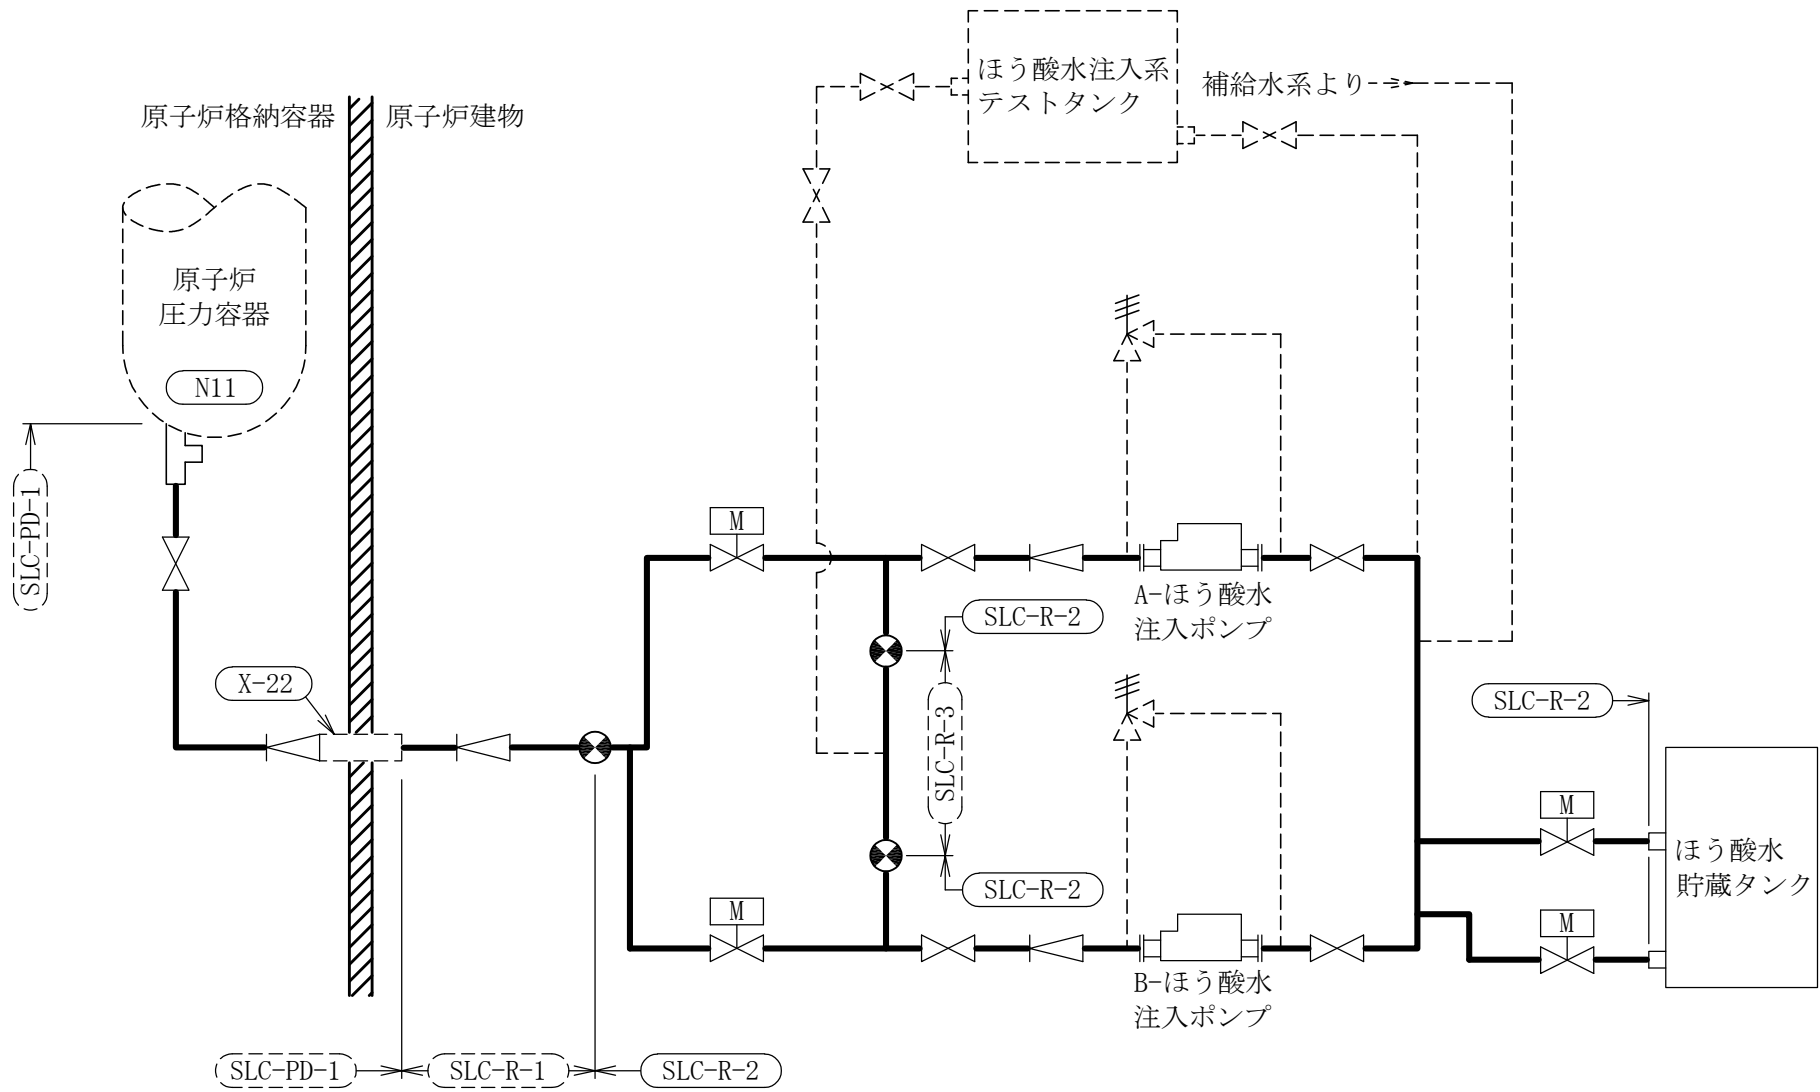 ほう酸水注入系
テストタンク
補給水系より
原子炉格納容器
原子炉建物
原子炉
圧力容器
N11
SLC-PD-1
M
A-ほう酸水
注入ポンプ
SLC-R-2
X-22
SLC-R-3
SLC-R-2
M
ほう酸水
貯蔵タンク
SLC-R-2
M
M
B-ほう酸水
注入ポンプ
SLC-PD-1
SLC-R-1
SLC-R-2